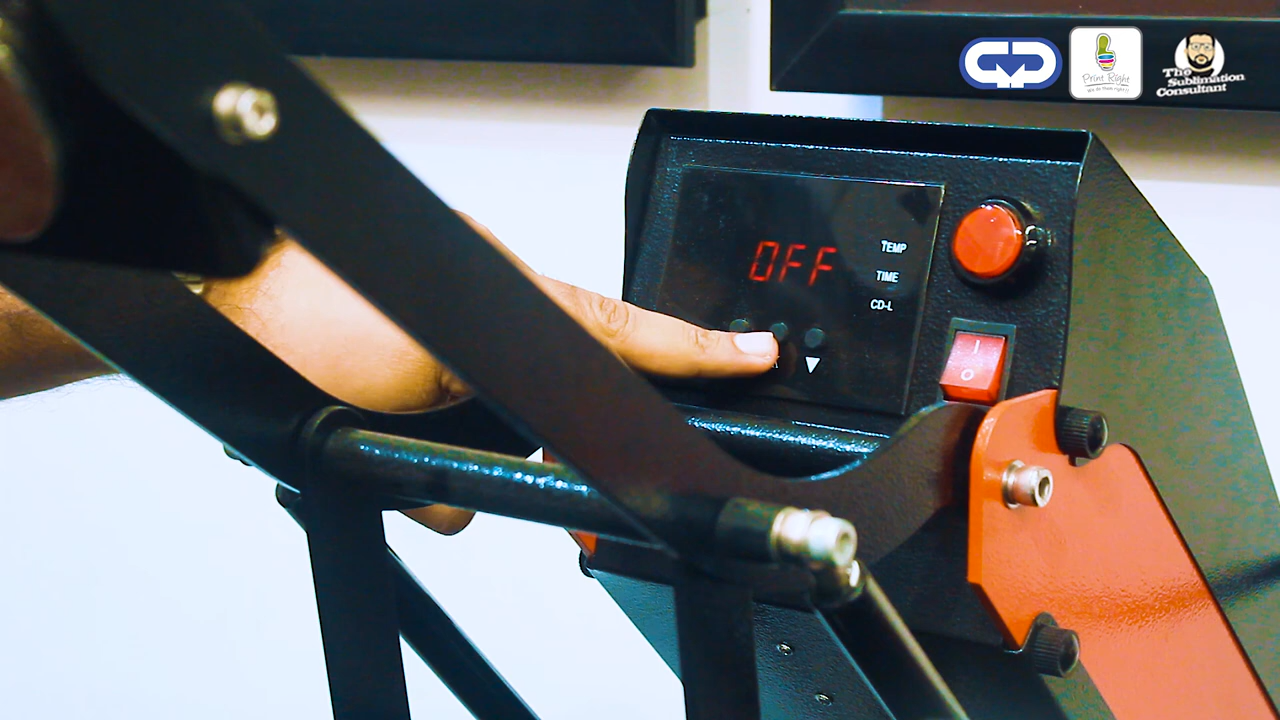 Print Right
We do them right!!
The
Sublimation
Consultant
OFF
TEMP
TIME
CD-L
I
O